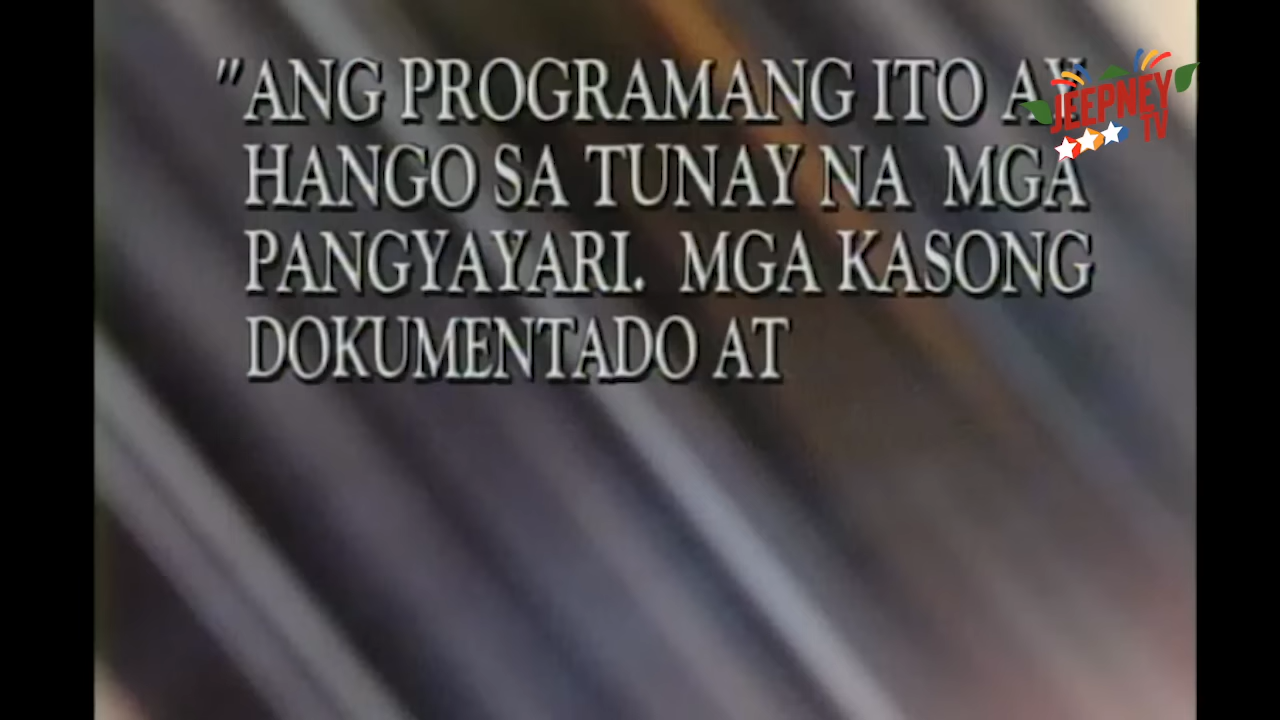 "ANG PROGRAMANG ITO AY
HANGO SA TUNAY NA MGA
PANGYAYARI. MGA KASONG
DOKUMENTADO AT
JEEPNEY
TV